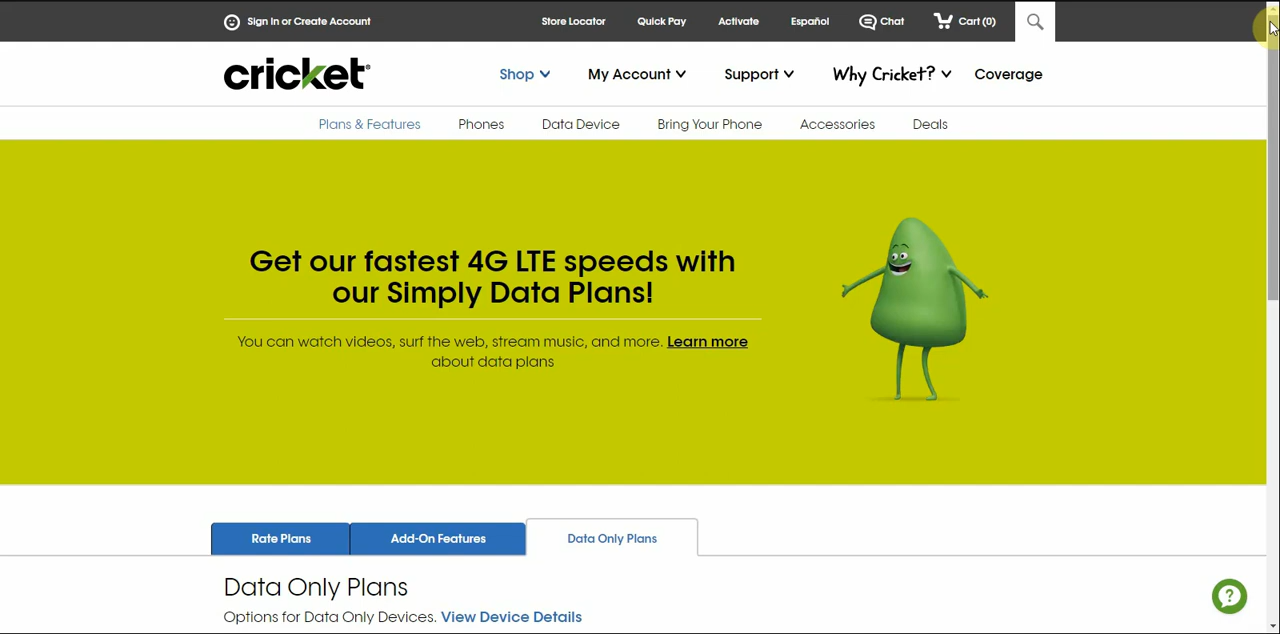 Sign In or Create Account Store Locator Quick Pay Activate Español Chat Cart (0)
cricket Shop My Account Support Why Cricket? Coverage
Plans & Features Phones Data Device Bring Your Phone Accessories Deals
Get our fastest 4G LTE speeds with
our Simply Data Plans!
You can watch videos, surf the web, stream music, and more. Learn more
about data plans
Rate Plans Add-On Features Data Only Plans
Data Only Plans
Options for Data Only Devices. View Device Details
?